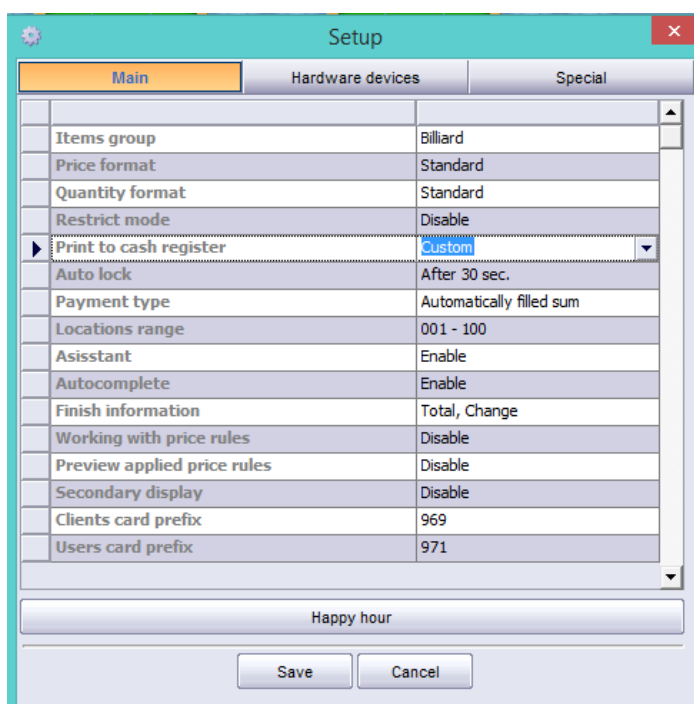 Setup
Main Hardware devices Special
Items group Billiard
Price format Standard
Quantity format Standard
Restrict mode Disable
Print to cash register Custom
Auto lock After 30 sec.
Payment type Automatically filled sum
Locations range 001 - 100
Asisstant Enable
Autocomplete Enable
Finish information Total, Change
Working with price rules Disable
Preview applied price rules Disable
Secondary display Disable
Clients card prefix 969
Users card prefix 971
Happy hour
Save Cancel